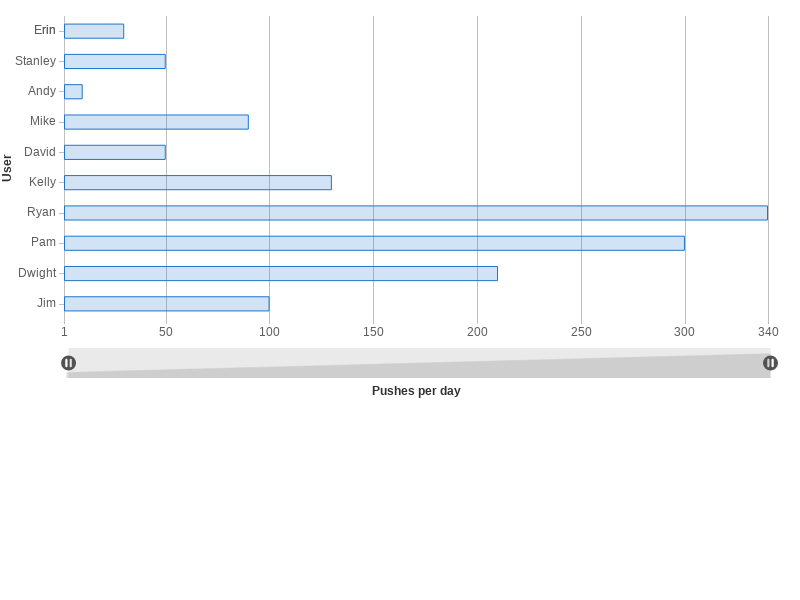 User
Erin
Stanley
Andy
Mike
David
Kelly
Ryan
Pam
Dwight
Jim
1 50 100 150 200 250 300 340
Pushes per day